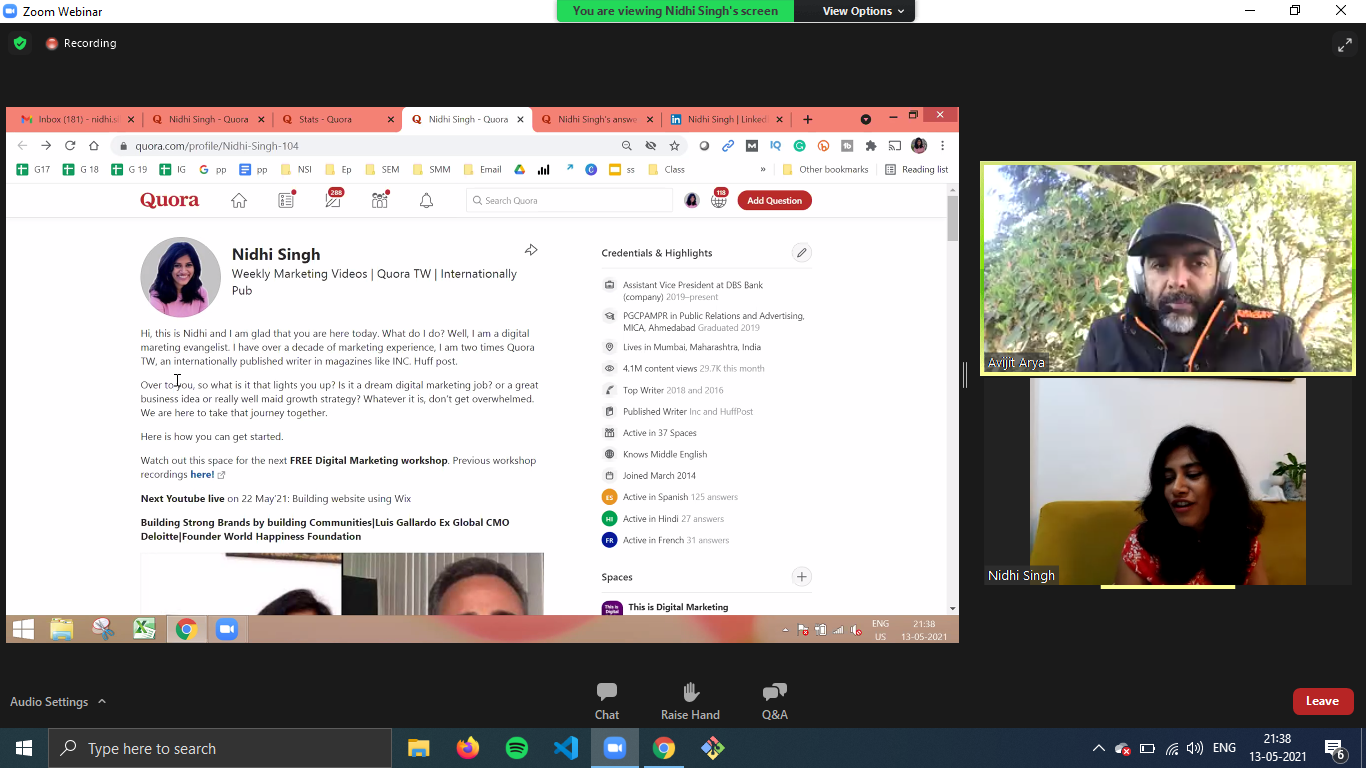 Zoom Webinar
You are viewing Nidhi Singh's screen
View Options
Recording
Inbox (181) - nidhi.si
Nidhi Singh - Quora
Stats - Quora
Nidhi Singh - Quora
Nidhi Singh's answe
Nidhi Singh | Linked
quora.com/profile/Nidhi-Singh-104
G17
G 18
G 19
IG
pp
pp
NSI
Ep
SEM
SMM
Email
ss
Class
»
Other bookmarks
Reading list
Quora
288
Search Quora
118
Add Question
Nidhi Singh
Weekly Marketing Videos | Quora TW | Internationally
Pub
Hi, this is Nidhi and I am glad that you are here today. What do I do? Well, I am a digital
mareting evangelist. I have over a decade of marketing experience, I am two times Quora
TW, an internationally published writer in magazines like INC. Huff post.
Over to you, so what is it that lights you up? Is it a dream digital marketing job? or a great
business idea or really well maid growth strategy? Whatever it is, don't get overwhelmed.
We are here to take that journey together.
Here is how you can get started.
Watch out this space for the next FREE Digital Marketing workshop. Previous workshop
recordings here!
Next Youtube live on 22 May'21: Building website using Wix
Building Strong Brands by building Communities|Luis Gallardo Ex Global CMO
Deloitte|Founder World Happiness Foundation
Credentials & Highlights
Assistant Vice President at DBS Bank
(company) 2019–present
PGCPAMPR in Public Relations and Advertising,
MICA, Ahmedabad Graduated 2019
Lives in Mumbai, Maharashtra, India
4.1M content views 29.7K this month
Top Writer 2018 and 2016
Published Writer Inc and HuffPost
Active in 37 Spaces
Knows Middle English
Joined March 2014
ES Active in Spanish 125 answers
HI Active in Hindi 27 answers
FR Active in French 31 answers
Spaces
This is Digital Marketing
This is
Digital
ENG
US
21:38
13-05-2021
Avijit Arya
Nidhi Singh
Audio Settings
Chat
Raise Hand
Q&A
Leave
Type here to search
ENG
21:38
13-05-2021
6